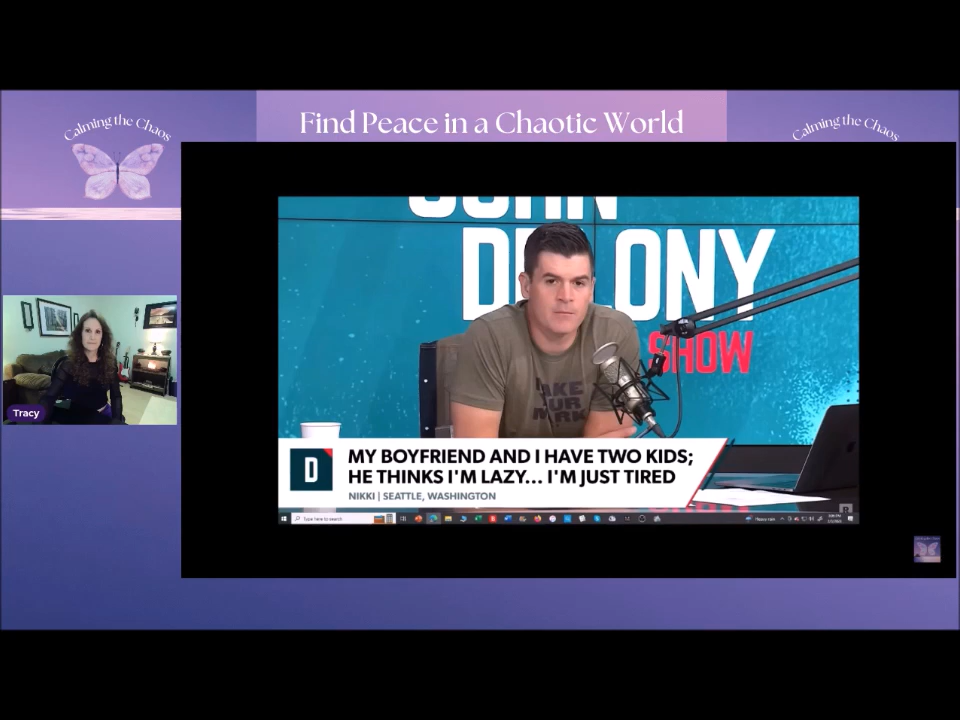 Find Peace in a Chaotic World
Calming the Chaos
Calming the Chaos
JOHN
DELONY
SHOW
Tracy
D
MY BOYFRIEND AND I HAVE TWO KIDS;
HE THINKS I'M LAZY... I'M JUST TIRED
NIKKI | SEATTLE, WASHINGTON
Type here to search